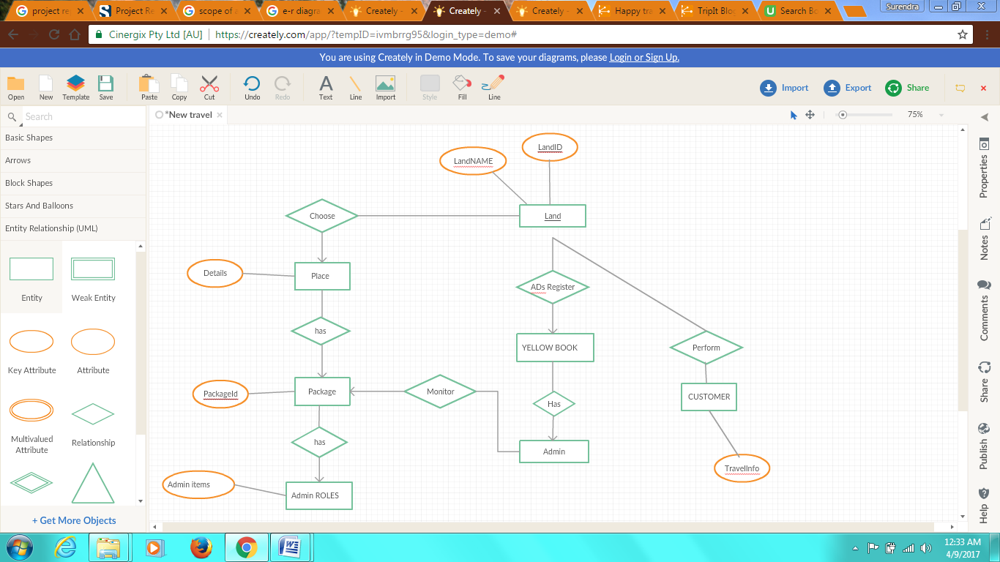 project re
Project Re
scope of a
e-r diagra
Creately -
Creately -
Creately -
Happy tra
TripIt Blog
Search Bo
Surendra
Cinergix Pty Ltd [AU]
https://creately.com/app/?tempID=ivmbrrg95&login_type=demo#
You are using Creately in Demo Mode. To save your diagrams, please Login or Sign Up.
Open
New
Template
Save
Paste
Copy
Cut
Undo
Redo
Text
Line
Import
Style
Fill
Line
Import
Export
Share
Search
*New travel
75%
Basic Shapes
Arrows
Block Shapes
Stars And Balloons
Entity Relationship (UML)
Entity
Weak Entity
Key Attribute
Attribute
Multivalued
Attribute
Relationship
+ Get More Objects
LandID
LandNAME
Choose
Land
Details
Place
ADs Register
has
YELLOW BOOK
Perform
PackageId
Package
Monitor
Has
CUSTOMER
has
Admin
TravelInfo
Admin items
Admin ROLES
Properties
Notes
Comments
Share
Publish
Help
12:33 AM
4/9/2017